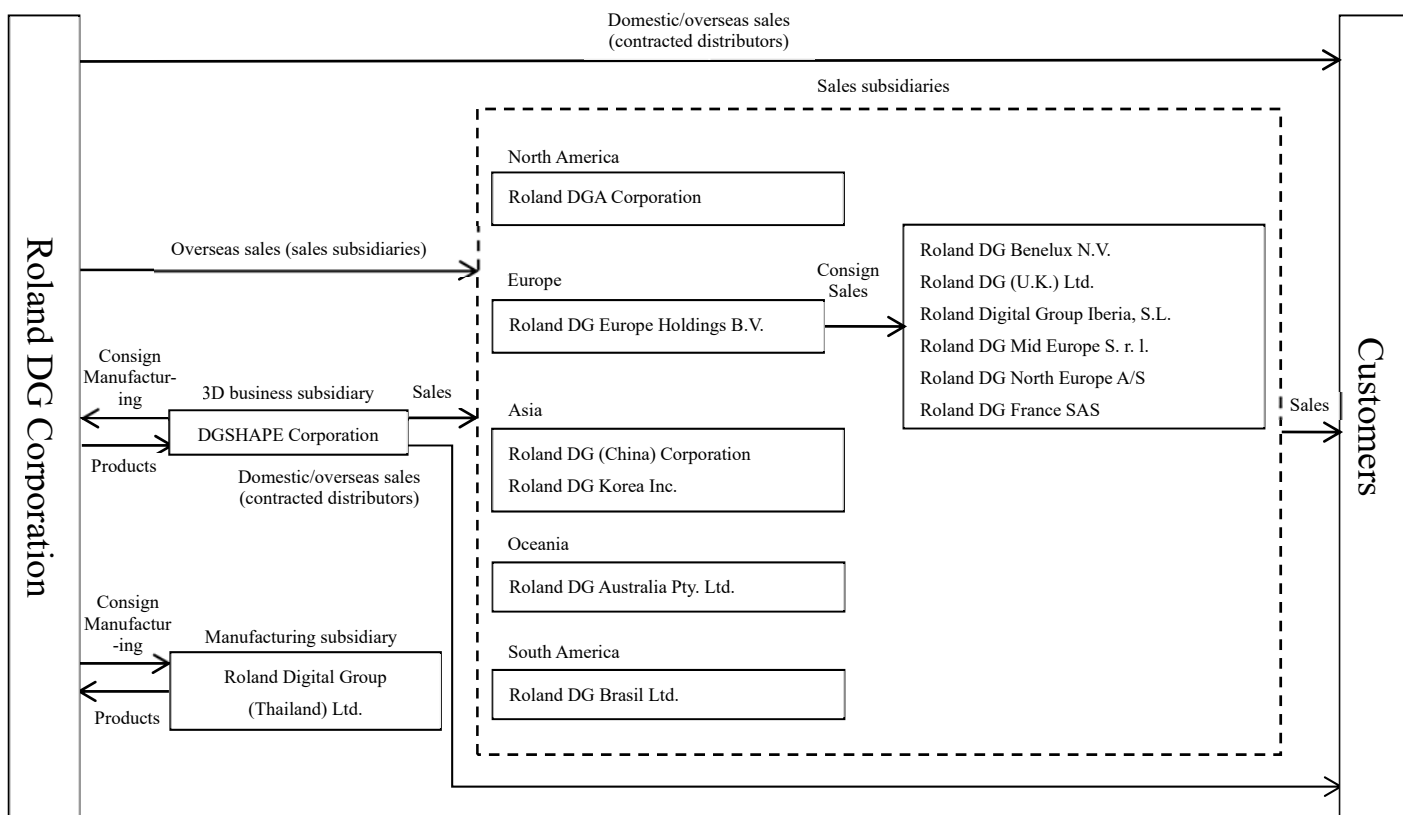 Domestic/overseas sales
(contracted distributors)
Sales subsidiaries
Roland DG Corporation
Overseas sales (sales subsidiaries)
Consign
Manufactur-
ing
3D business subsidiary
DGSHAPE Corporation
Products
Sales
Domestic/overseas sales
(contracted distributors)
Consign
Manufactur
-ing
Manufacturing subsidiary
Roland Digital Group
(Thailand) Ltd.
Products
North America
Roland DGA Corporation
Europe
Roland DG Europe Holdings B.V.
Consign
Sales
Roland DG Benelux N.V.
Roland DG (U.K.) Ltd.
Roland Digital Group Iberia, S.L.
Roland DG Mid Europe S. r. l.
Roland DG North Europe A/S
Roland DG France SAS
Asia
Roland DG (China) Corporation
Roland DG Korea Inc.
Oceania
Roland DG Australia Pty. Ltd.
South America
Roland DG Brasil Ltd.
Sales
Customers